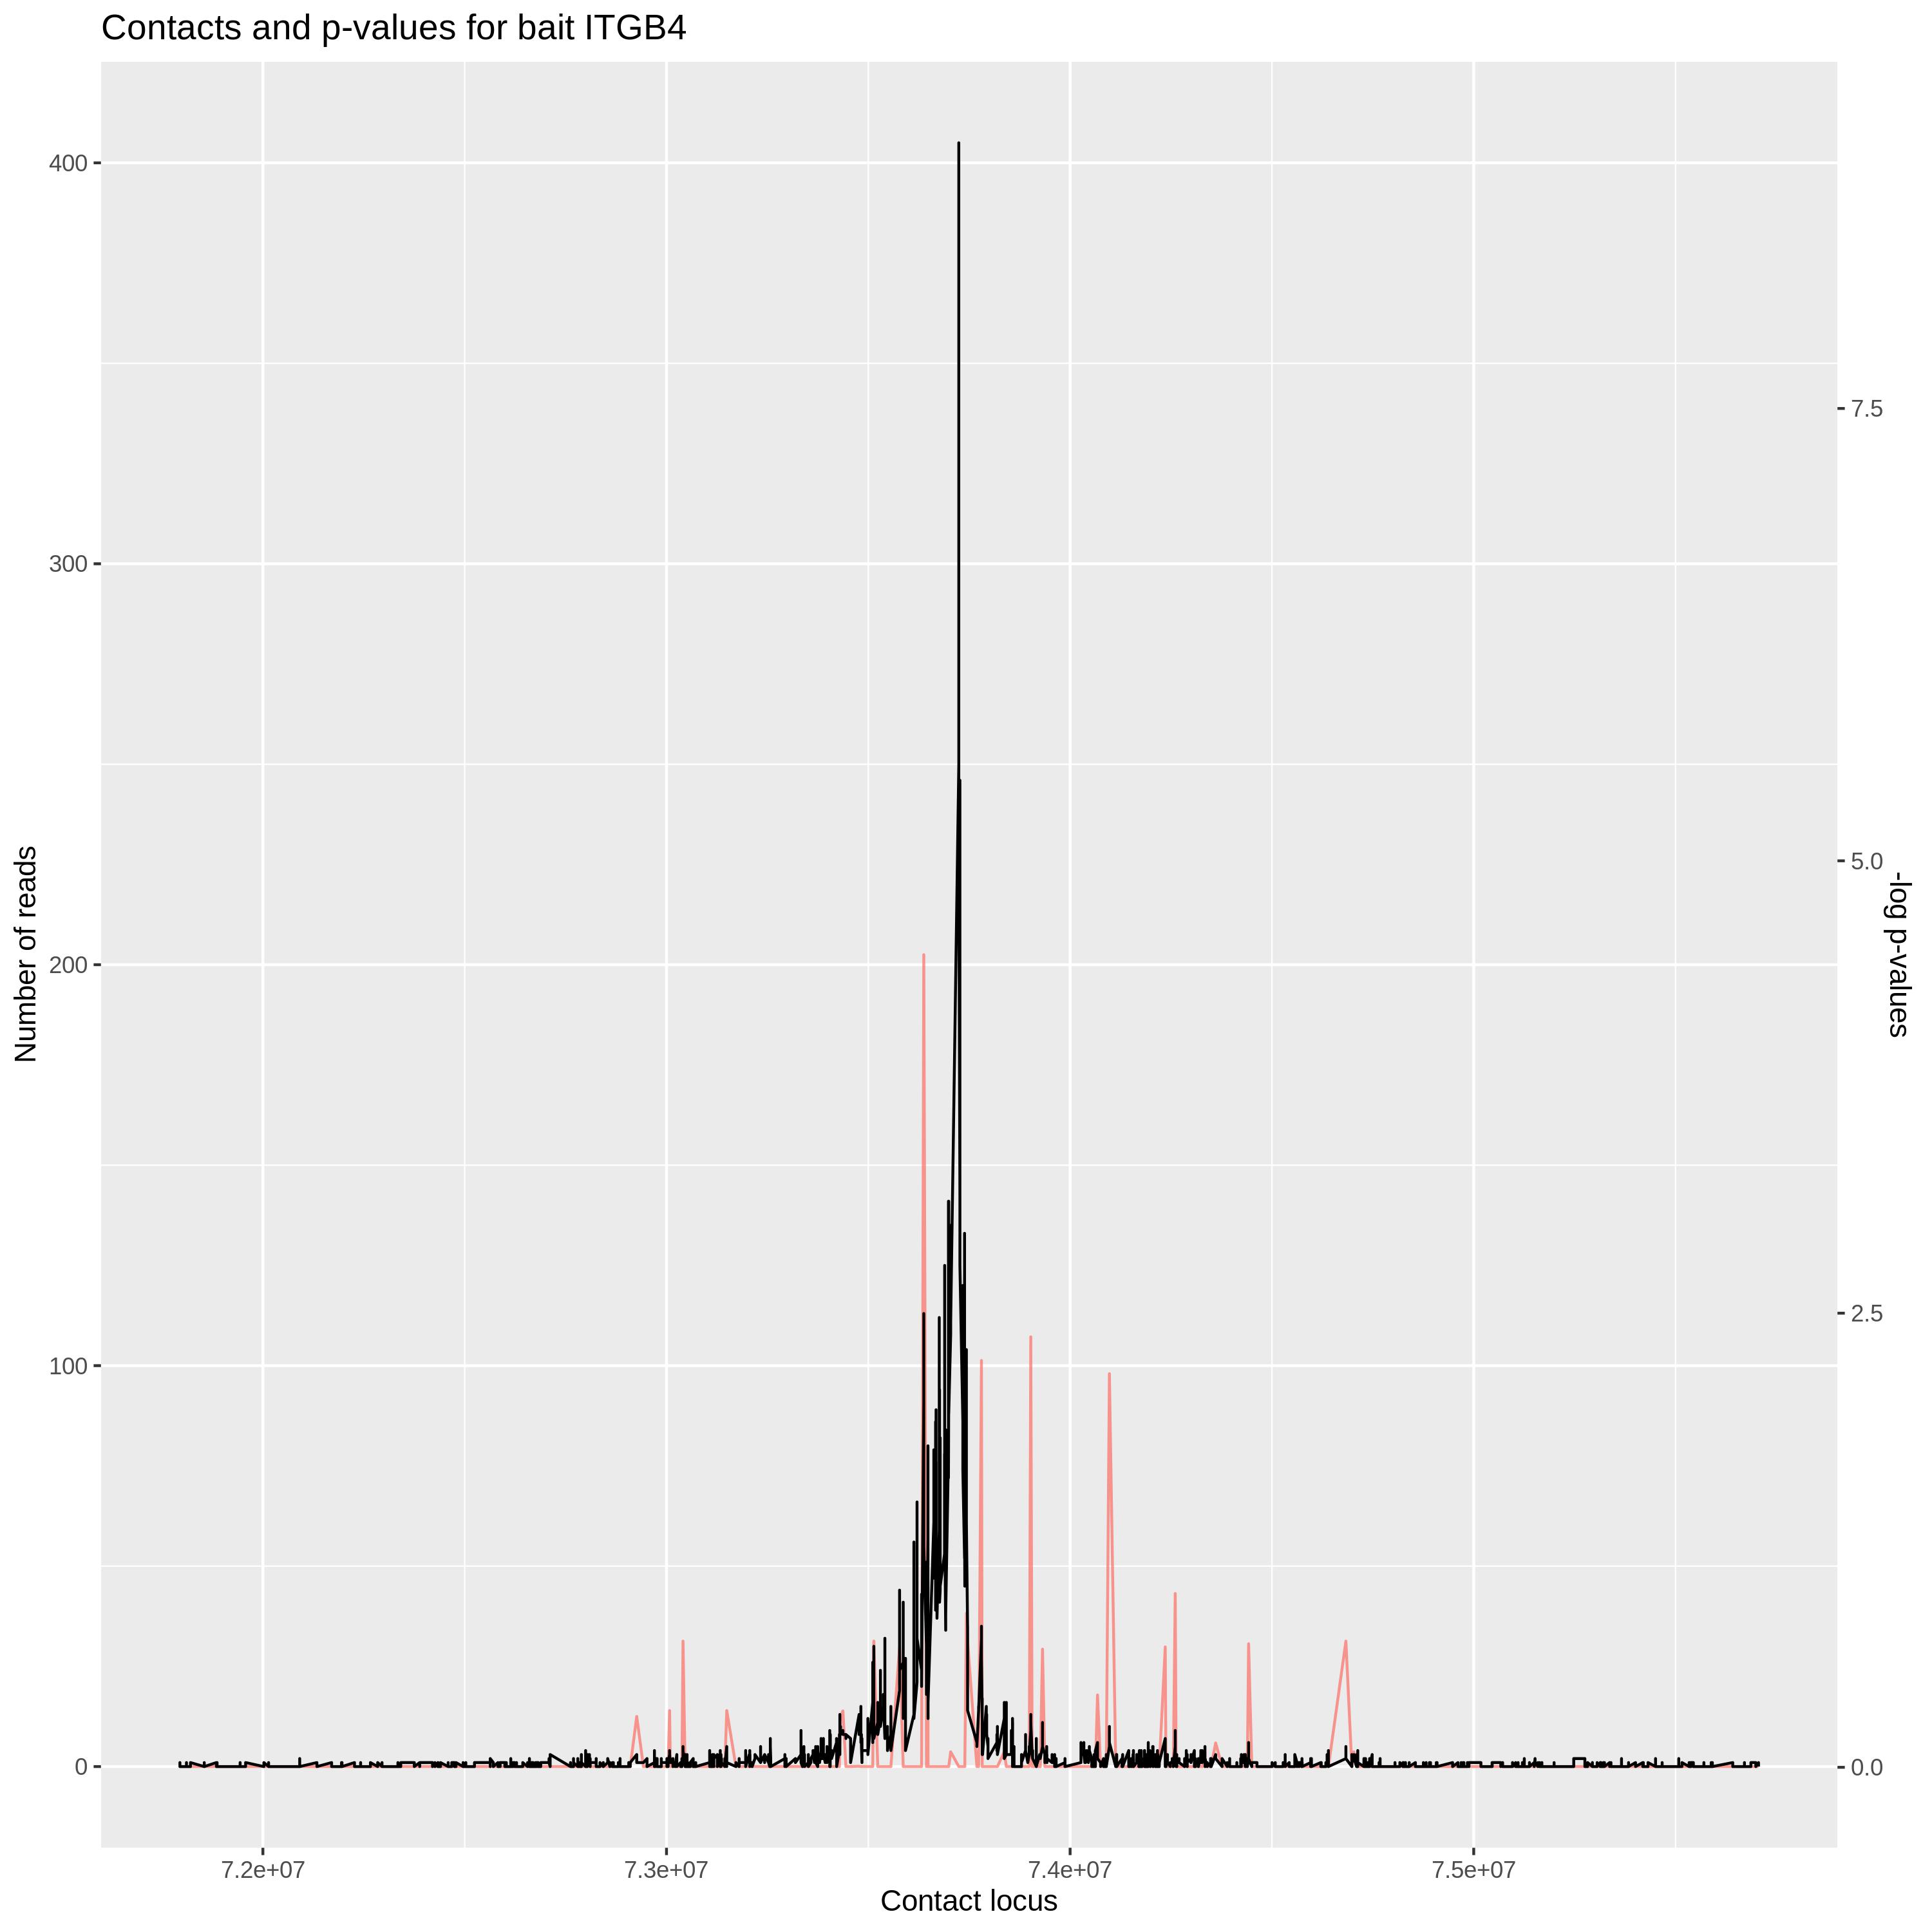 Contacts and p-values for bait ITGB4
400
300
200
100
0
Number of reads
7.5
5.0
2.5
0.0
-log p-values
7.2e+07
7.3e+07
7.4e+07
7.5e+07
Contact locus